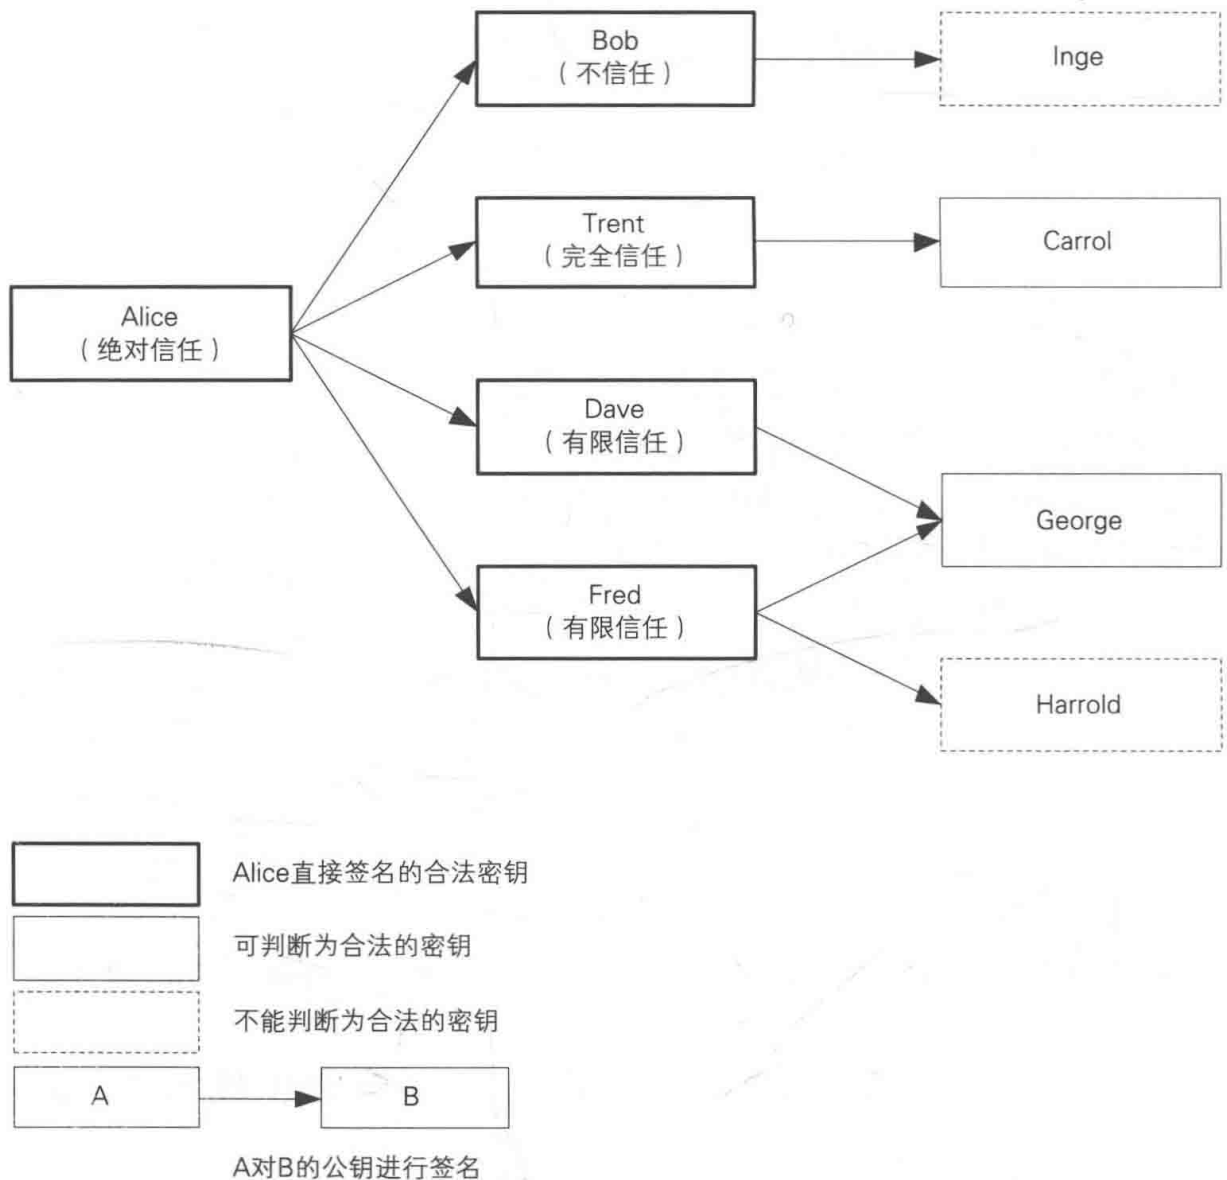 Bob
（不信任）
Inge
Trent
（完全信任）
Carrol
Alice
（绝对信任）
Dave
（有限信任）
George
Fred
（有限信任）
Harrold
Alice直接签名的合法密钥
可判断为合法的密钥
不能判断为合法的密钥
A
B
A对B的公钥进行签名